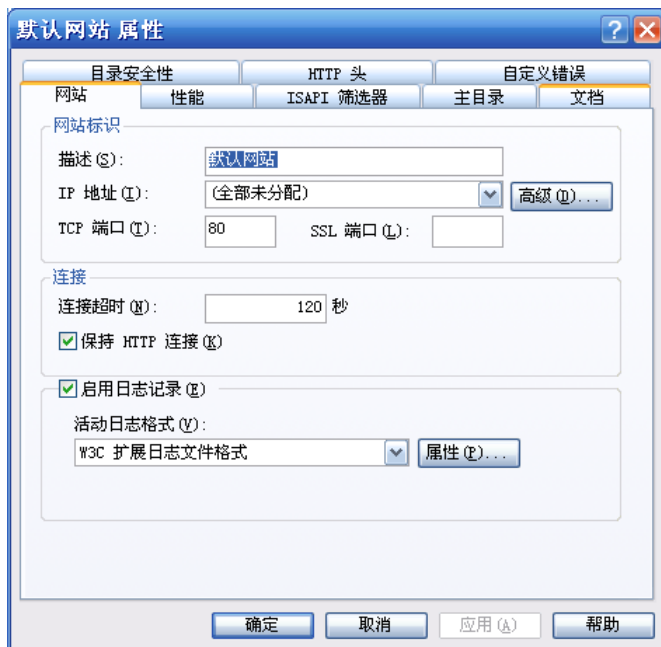 默认网站 属性
目录安全性 HTTP 头 自定义错误
网站 性能 ISAPI 筛选器 主目录 文档
网站标识
描述(S):
默认网站
IP 地址(I):
(全部未分配)
高级(D)...
TCP 端口(T):
80
SSL 端口(L):
连接
连接超时(N):
120 秒
保持 HTTP 连接(K)
启用日志记录(E)
活动日志格式(V):
W3C 扩展日志文件格式
属性(P)...
确定 取消 应用(A) 帮助